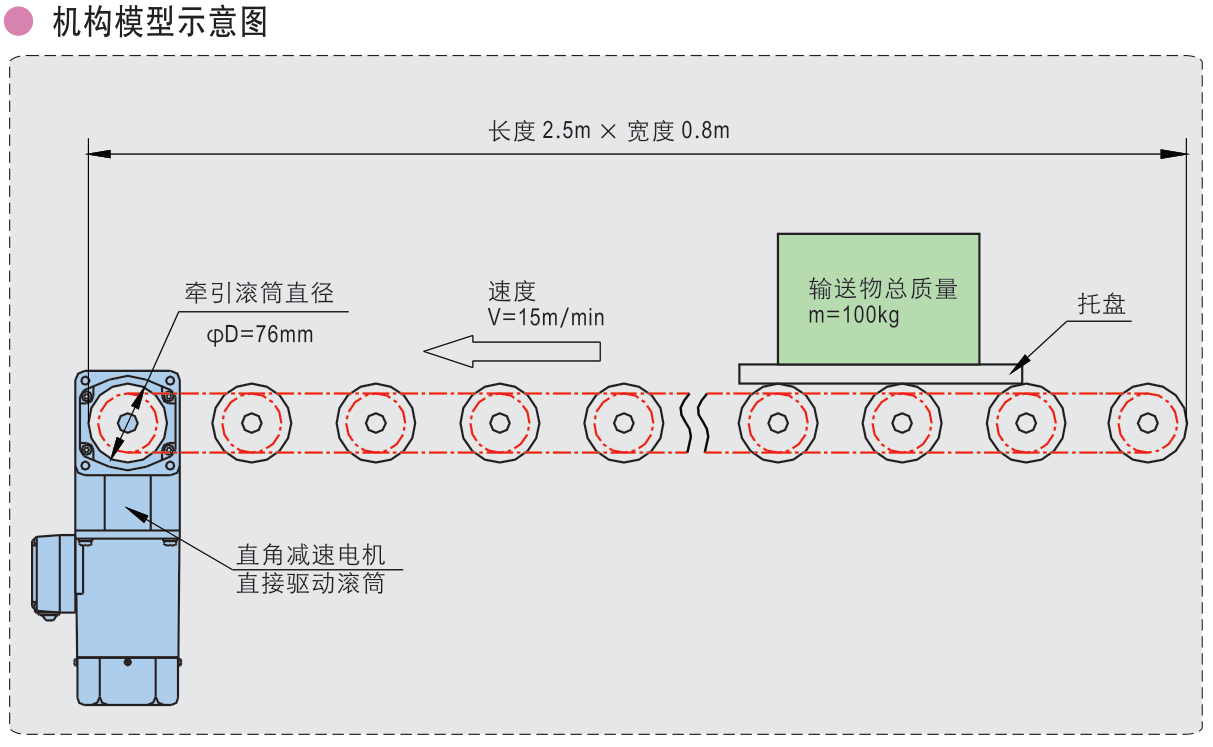 机构模型示意图
长度 2.5m × 宽度 0.8m
牵引滚筒直径
φD=76mm
速度
V=15m/min
输送物总质量
m=100kg
托盘
直角减速电机
直接驱动滚筒